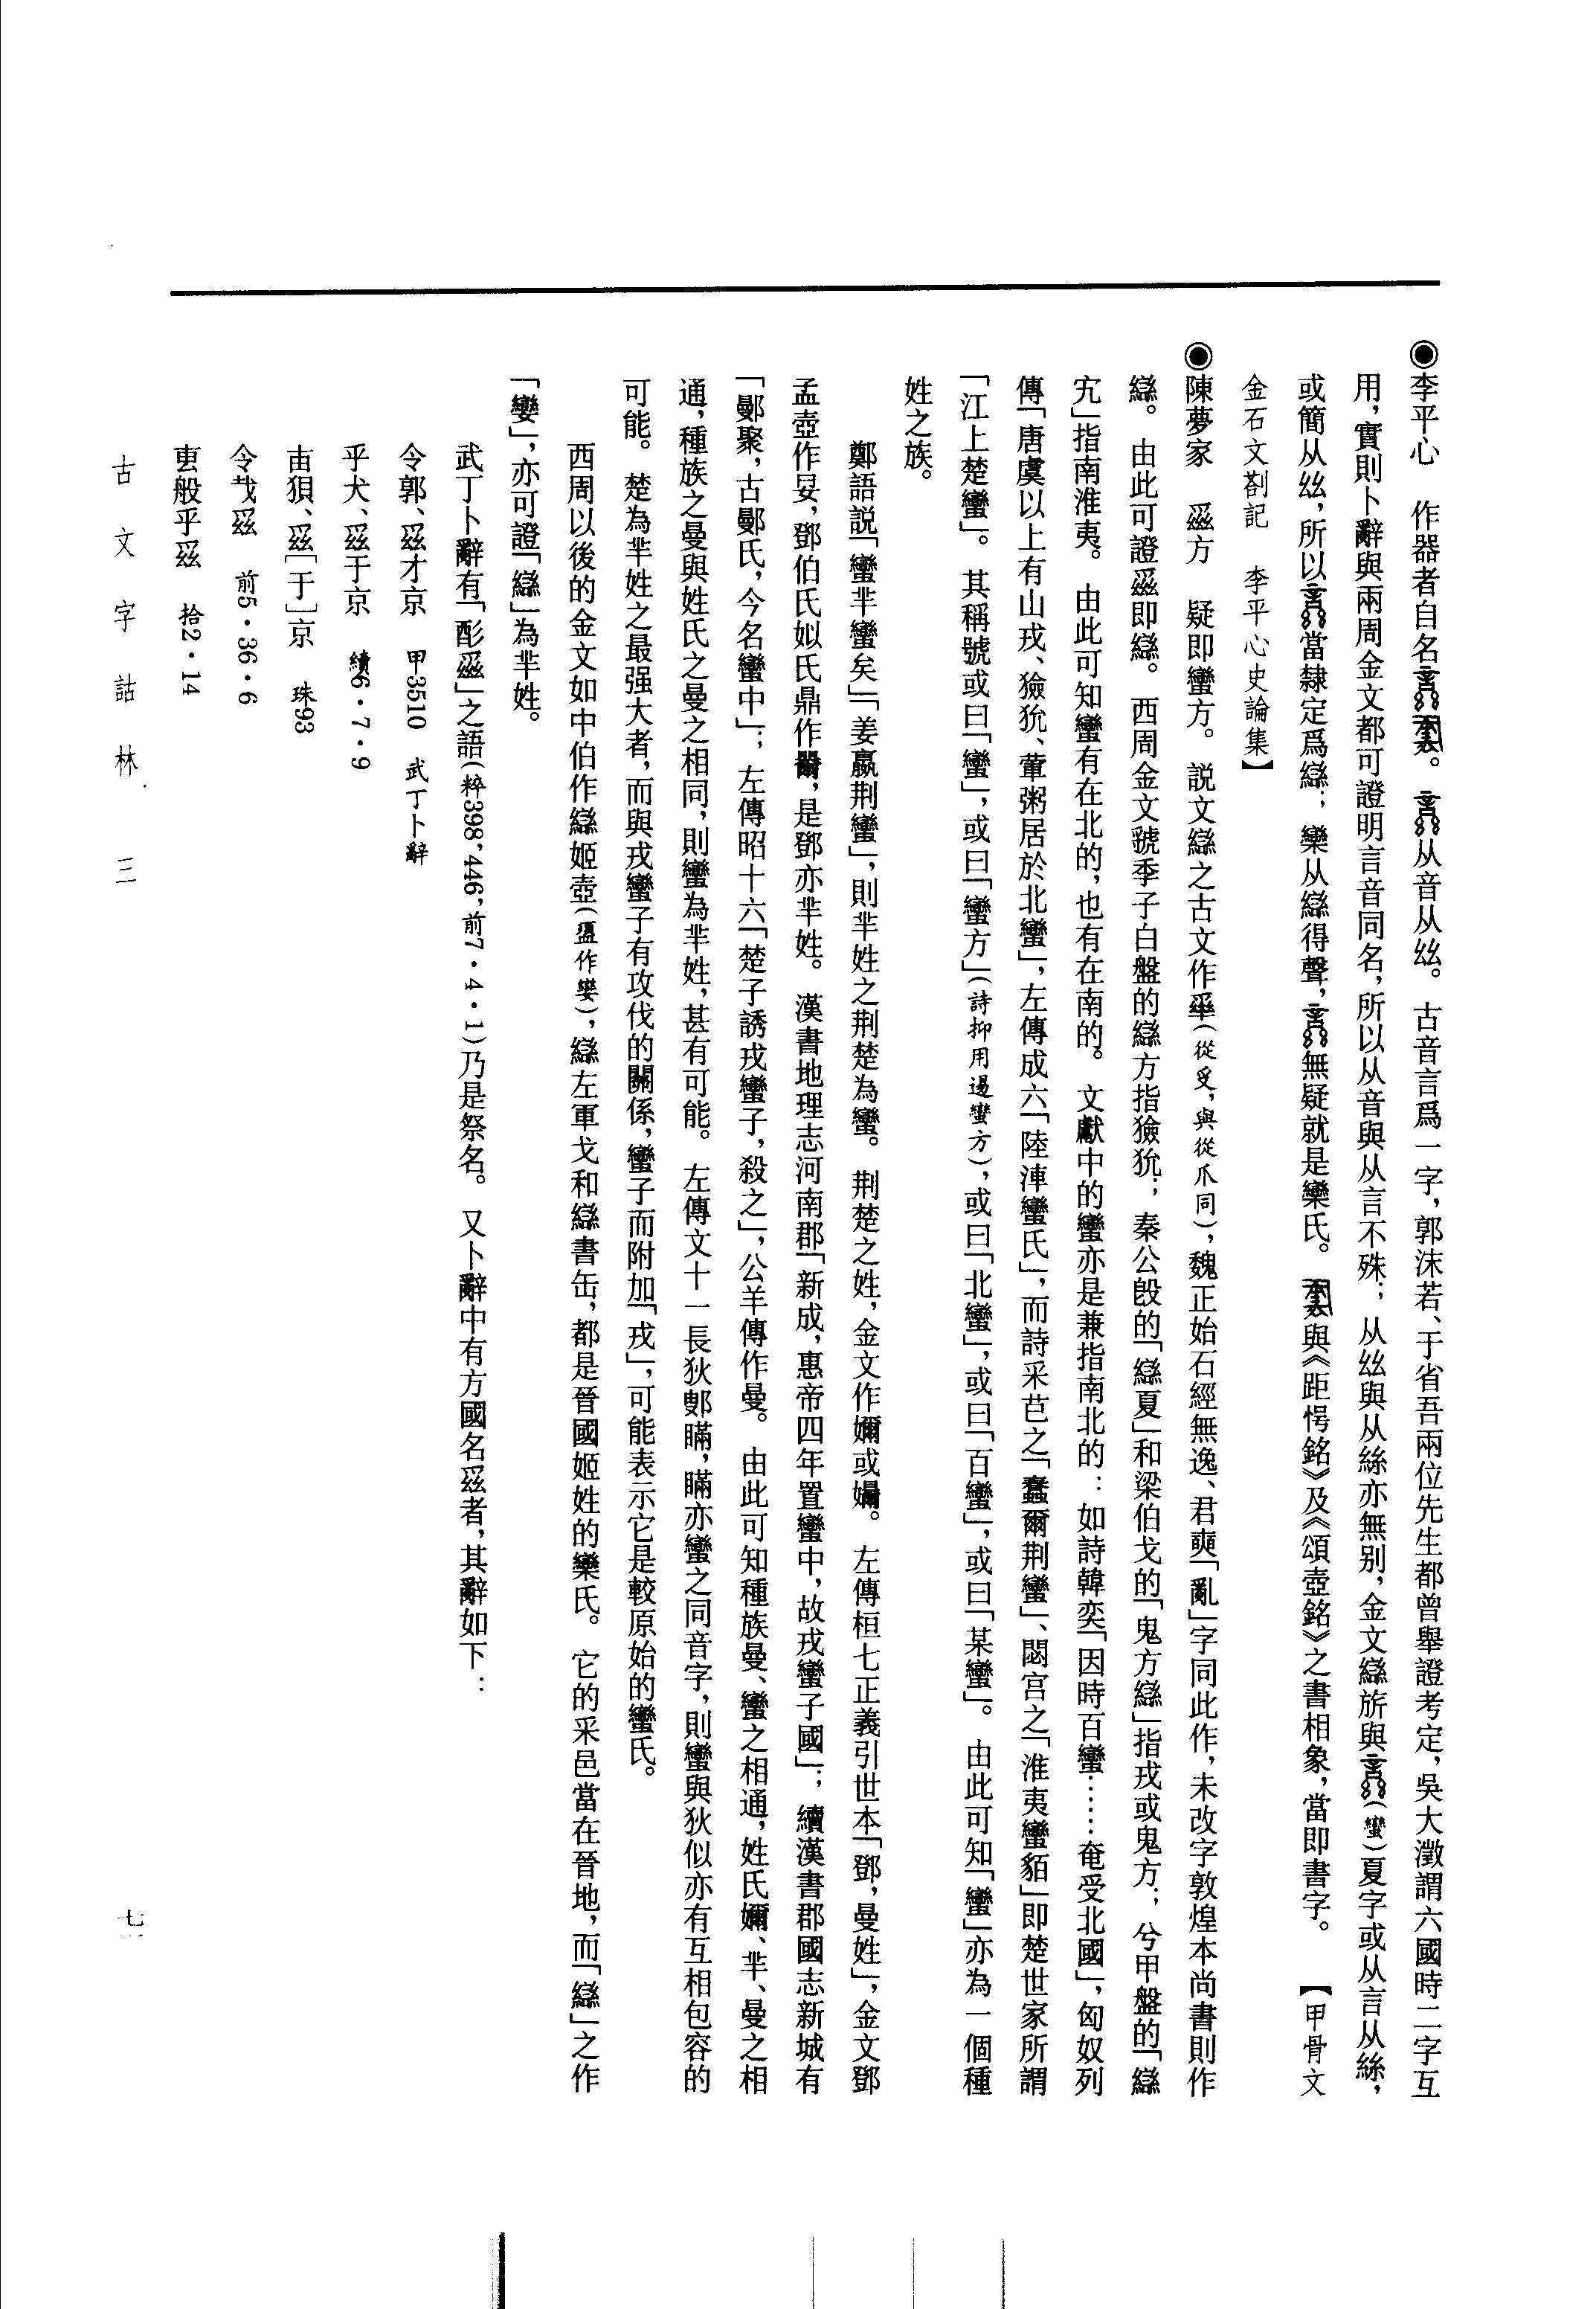 ◉李平心　作器者自名。从音从𢆶。古音言爲一字，郭沫若、于省吾兩位先生都曾舉證考定，吳大澂謂六國時二字互
用，實則卜辭與兩周金文都可證明言音同名，所以从音與从言不殊；从𢆶與从絲亦無别，金文䜌旂與（蠻）夏字或从言从絲，
或簡从𢆶，所以當隸定爲䜌；欒从䜌得聲，無疑就是欒氏。與《距愕銘》及《頌壺銘》之書相象，當即書字。　【甲骨文
金石文劄記　李平心史論集】
◉陳夢家　𢆶方　疑即蠻方。説文䜌之古文作（從𠬪，與從爪同），魏正始石經無逸、君奭「亂」字同此作，未改字敦煌本尚書則作
䜌。由此可證即䜌。西周金文虢季子白盤的䜌方指獫狁；秦公𣪘的「䜌夏」和梁伯戈的「鬼方䜌」指戎或鬼方；兮甲盤的「䜌
宄」指南淮夷。由此可知蠻有在北的，也有在南的。文獻中的蠻亦是兼指南北的：如詩韓奕「因時百蠻……奄受北國」，匈奴列
傳「唐虞以上有山戎、獫狁、葷粥居於北蠻」，左傳成六「陸渾蠻氏」，而詩采芑之「蠢爾荆蠻」、閟宫之「淮夷蠻貊」即楚世家所謂
「江上楚蠻」。其稱號或曰「蠻」，或曰「蠻方」（詩抑用遏蠻方），或曰「北蠻」，或曰「百蠻」，或曰「某蠻」。由此可知「蠻」亦為一個種
姓之族。
鄭語説「蠻芈蠻矣」「姜嬴荆蠻」，則芈姓之荆楚為蠻。荆楚之姓，金文作嬭或。左傳桓七正義引世本「鄧，曼姓」，金文鄧
孟壺作㚴，鄧伯氏姒氏鼎作，是鄧亦芈姓。漢書地理志河南郡「新成，惠帝四年置蠻中，故戎蠻子國」；續漢書郡國志新城有
「鄤聚，古鄤氏，今名蠻中」；左傳昭十六「楚子誘戎蠻子，殺之」，公羊傳作曼。由此可知種族曼、蠻之相通，姓氏嬭、芈、曼之相
通，種族之曼與姓氏之曼之相同，則蠻為芈姓，甚有可能。左傳文十一長狄鄋瞞，瞞亦蠻之同音字，則蠻與狄似亦有互相包容的
可能。楚為芈姓之最强大者，而與戎蠻子有攻伐的關係，蠻子而附加「戎」，可能表示它是較原始的蠻氏。
西周以後的金文如中伯作䜌姬壺（盨作孌），䜌左軍戈和䜌書缶，都是晉國姬姓的欒氏。它的采邑當在晉地，而「䜌」之作
「孌」，亦可證「䜌」為芈姓。
武丁卜辭有「酌」之語（粹398，446，前7·4·1）乃是祭名。又卜辭中有方國名者，其辭如下：
令郭、才京　甲3510　武丁卜辭
乎犬、于京　續6·7·9
㽕狽、［于］京　珠93
令　前5·36·6
叀般乎　拾2·14
古文字詁林　三
七一